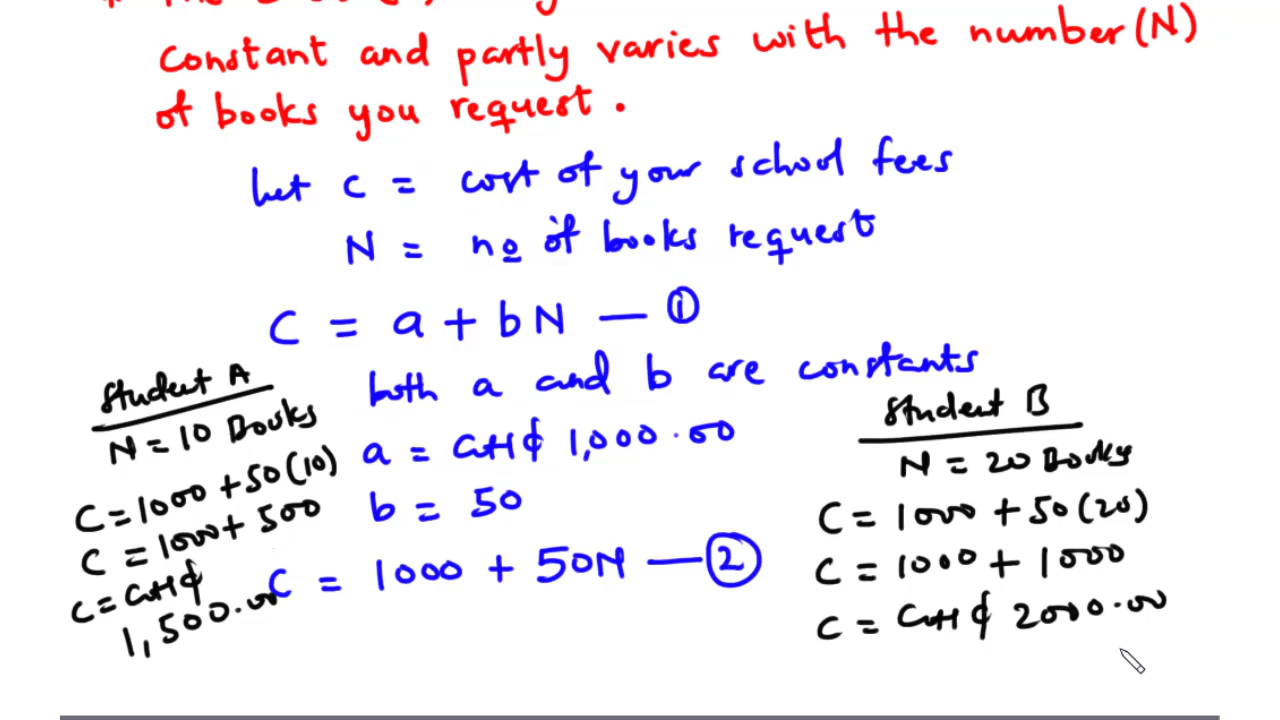 constant and partly varies with the number (N)
of books you request.
Let C = cost of your school fees
N = no of books request
C = a + bN — ①
both a and b are constants
a = GH¢ 1,000.00
b = 50
C = 1000 + 50N — ②
Student A
N = 10 Books
C = 1000 + 50(10)
C = 1000 + 500
C = GH¢
1,500.00
Student B
N = 20 Books
C = 1000 + 50(20)
C = 1000 + 1000
C = GH¢ 2000.00